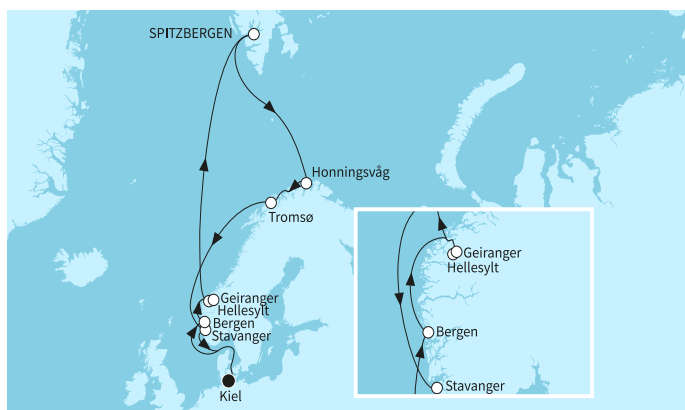 SPITZBERGEN
Honningsvåg
Tromsø
Geiranger
Hellesylt
Bergen
Stavanger
Kiel
Geiranger
Hellesylt
Bergen
Stavanger